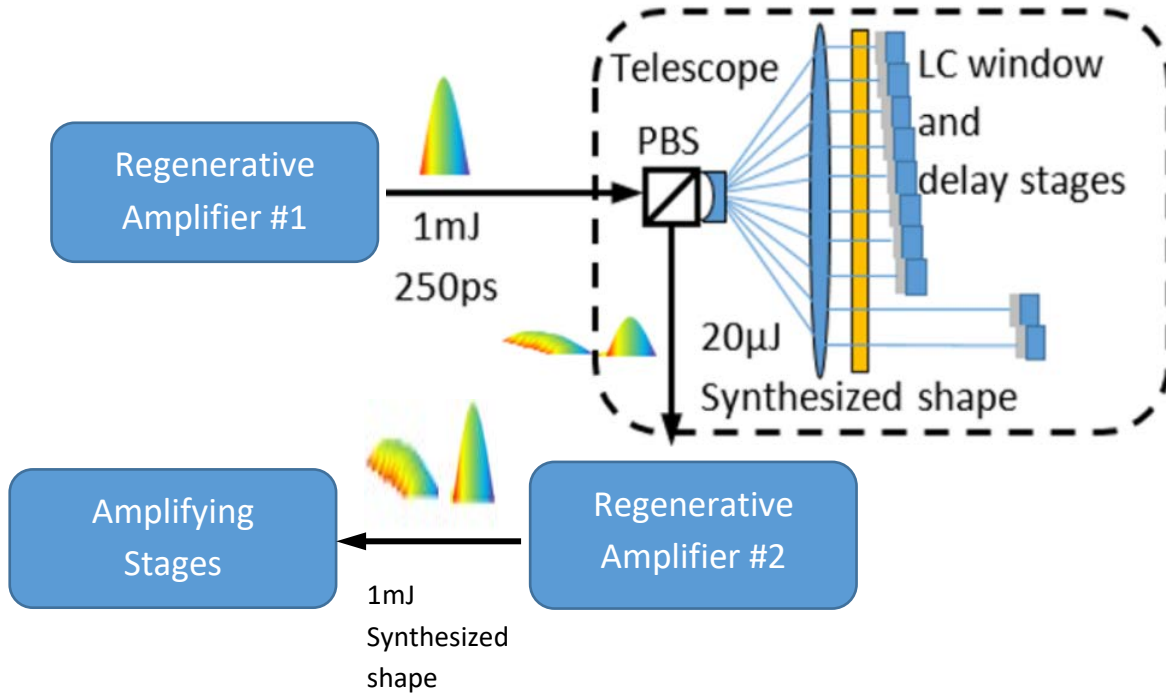 Telescope
LC window
and
delay stages
PBS
Regenerative
Amplifier #1
1mJ
250ps
20µJ
Synthesized shape
Amplifying
Stages
Regenerative
Amplifier #2
1mJ
Synthesized
shape